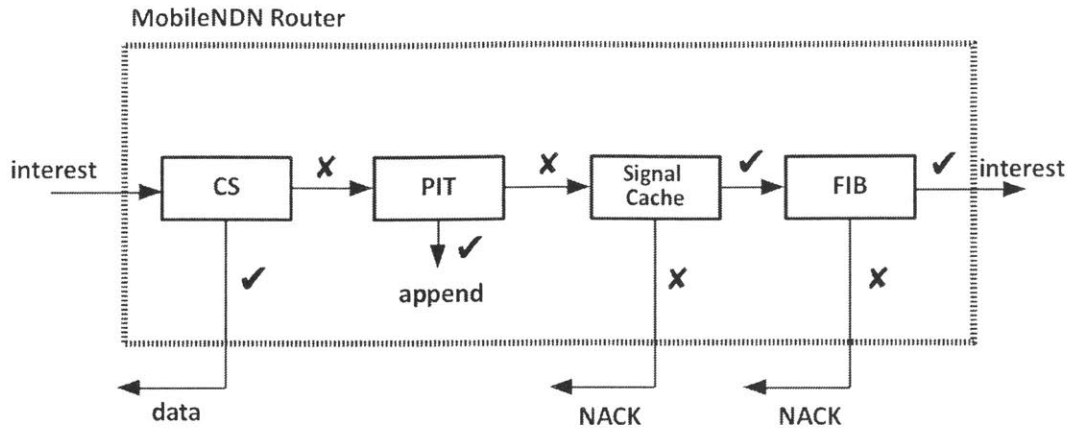 MobileNDN Router
interest
CS
✘
PIT
✘
Signal
Cache
✔
FIB
✔
interest
✔
✔
append
✘
✘
data
NACK
NACK